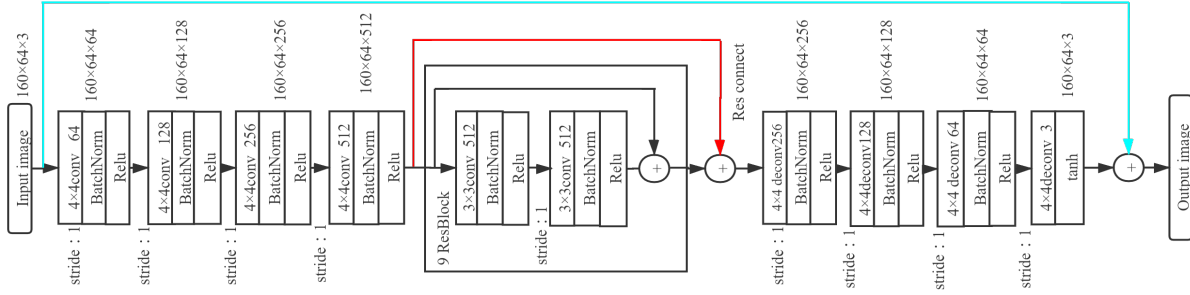 Input image
160×64×3
4×4conv 64
BatchNorm
Relu
160×64×64
stride：1
4×4conv 128
BatchNorm
Relu
160×64×128
stride：1
4×4conv 256
BatchNorm
Relu
160×64×256
stride：1
4×4conv 512
BatchNorm
Relu
160×64×512
stride：1
9 ResBlock
3×3conv 512
BatchNorm
Relu
stride：1
3×3conv 512
BatchNorm
Relu
+
+
Res connect
4×4 deconv256
BatchNorm
Relu
160×64×256
stride：1
4×4deconv128
BatchNorm
Relu
160×64×128
stride：1
4×4 deconv 64
BatchNorm
Relu
160×64×64
stride：1
4×4deconv 3
tanh
160×64×3
stride：1
+
Output image